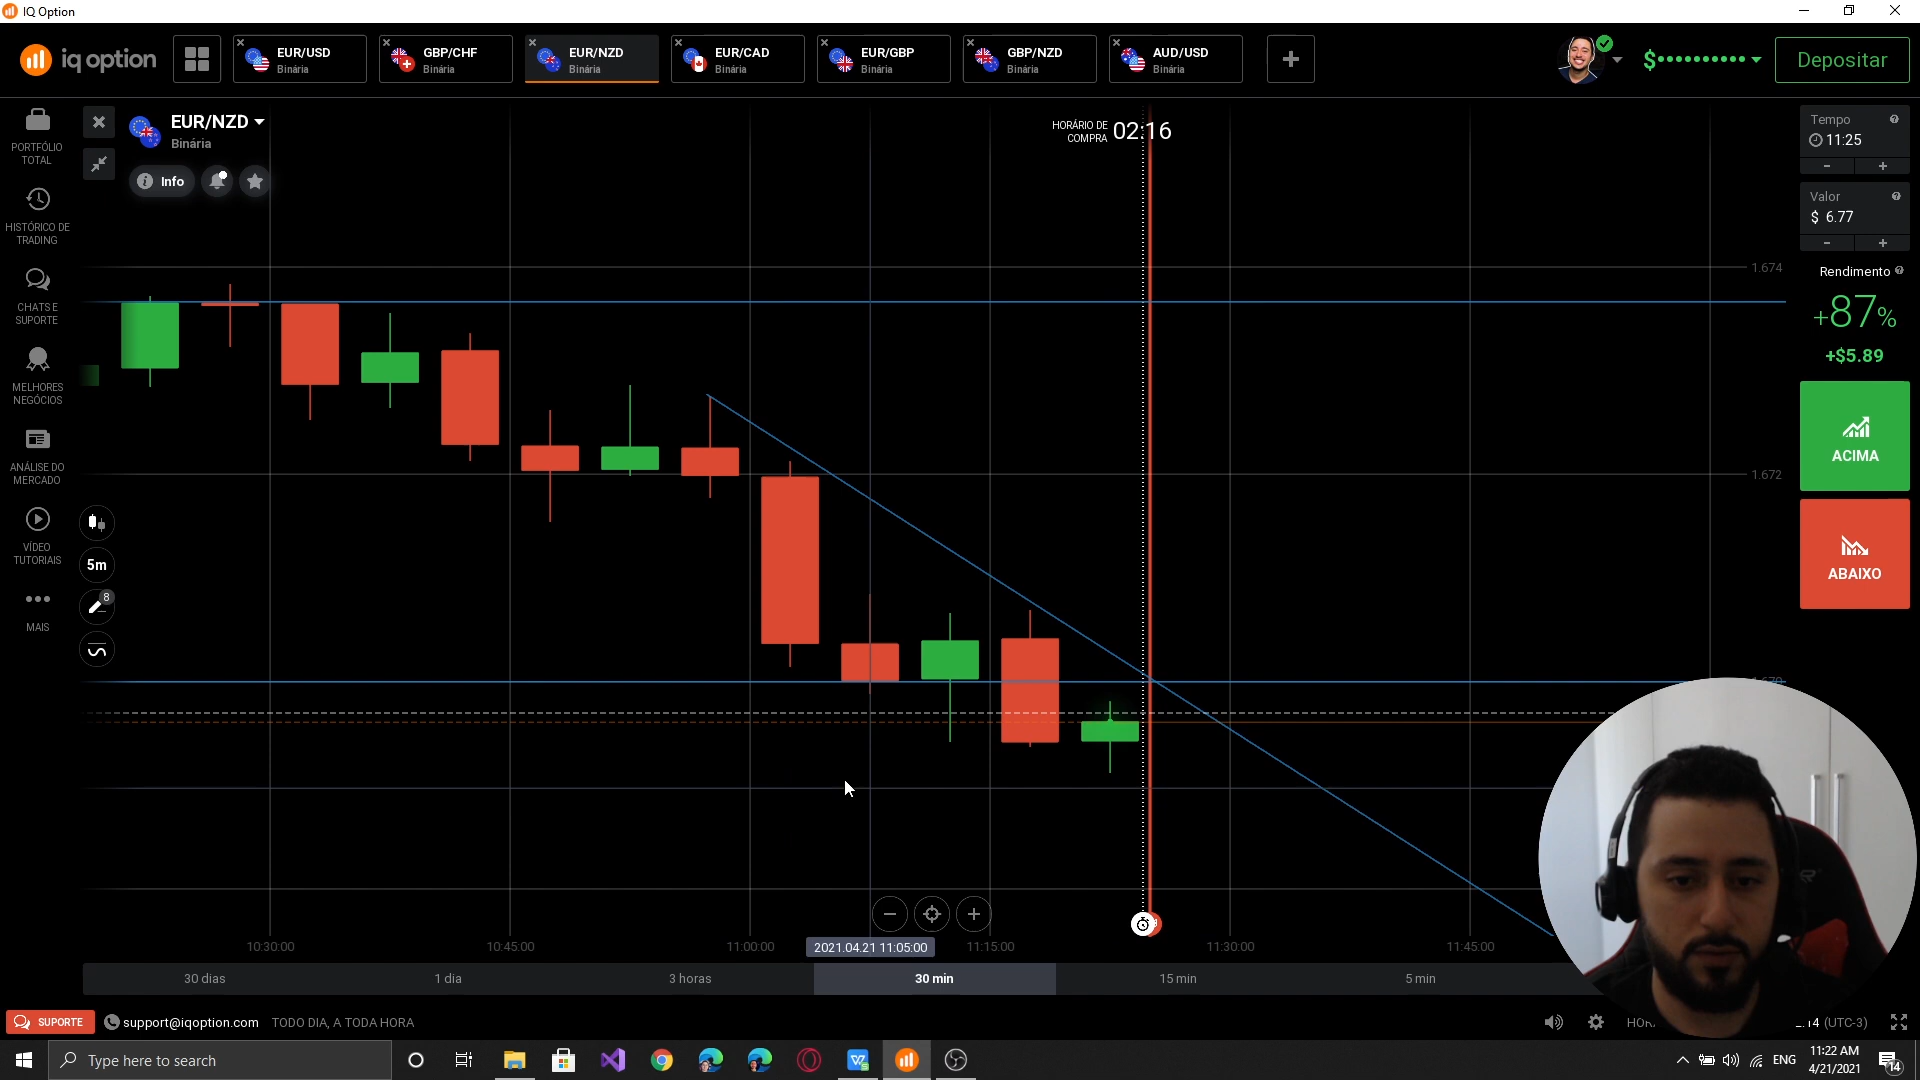 IQ Option
iq option
EUR/USD
Binária
GBP/CHF
Binária
EUR/NZD
Binária
EUR/CAD
Binária
EUR/GBP
Binária
GBP/NZD
Binária
AUD/USD
Binária
$
Depositar
PORTFÓLIO
TOTAL
HISTÓRICO DE
TRADING
CHATS E
SUPORTE
MELHORES
NEGÓCIOS
ANÁLISE DO
MERCADO
VÍDEO
TUTORIAIS
MAIS
EUR/NZD
Binária
Info
5m
8
HORÁRIO DE
COMPRA
02:16
1.674
1.672
Tempo
11:25
- +
Valor
$ 6.77
- +
Rendimento
+87%
+$5.89
ACIMA
ABAIXO
10:30:00
10:45:00
11:00:00
2021.04.21 11:05:00
11:15:00
11:30:00
11:45:00
30 dias
1 dia
3 horas
30 min
15 min
5 min
SUPORTE
support@iqoption.com
TODO DIA, A TODA HORA
(UTC-3)
Type here to search
ENG
11:22 AM
4/21/2021
14